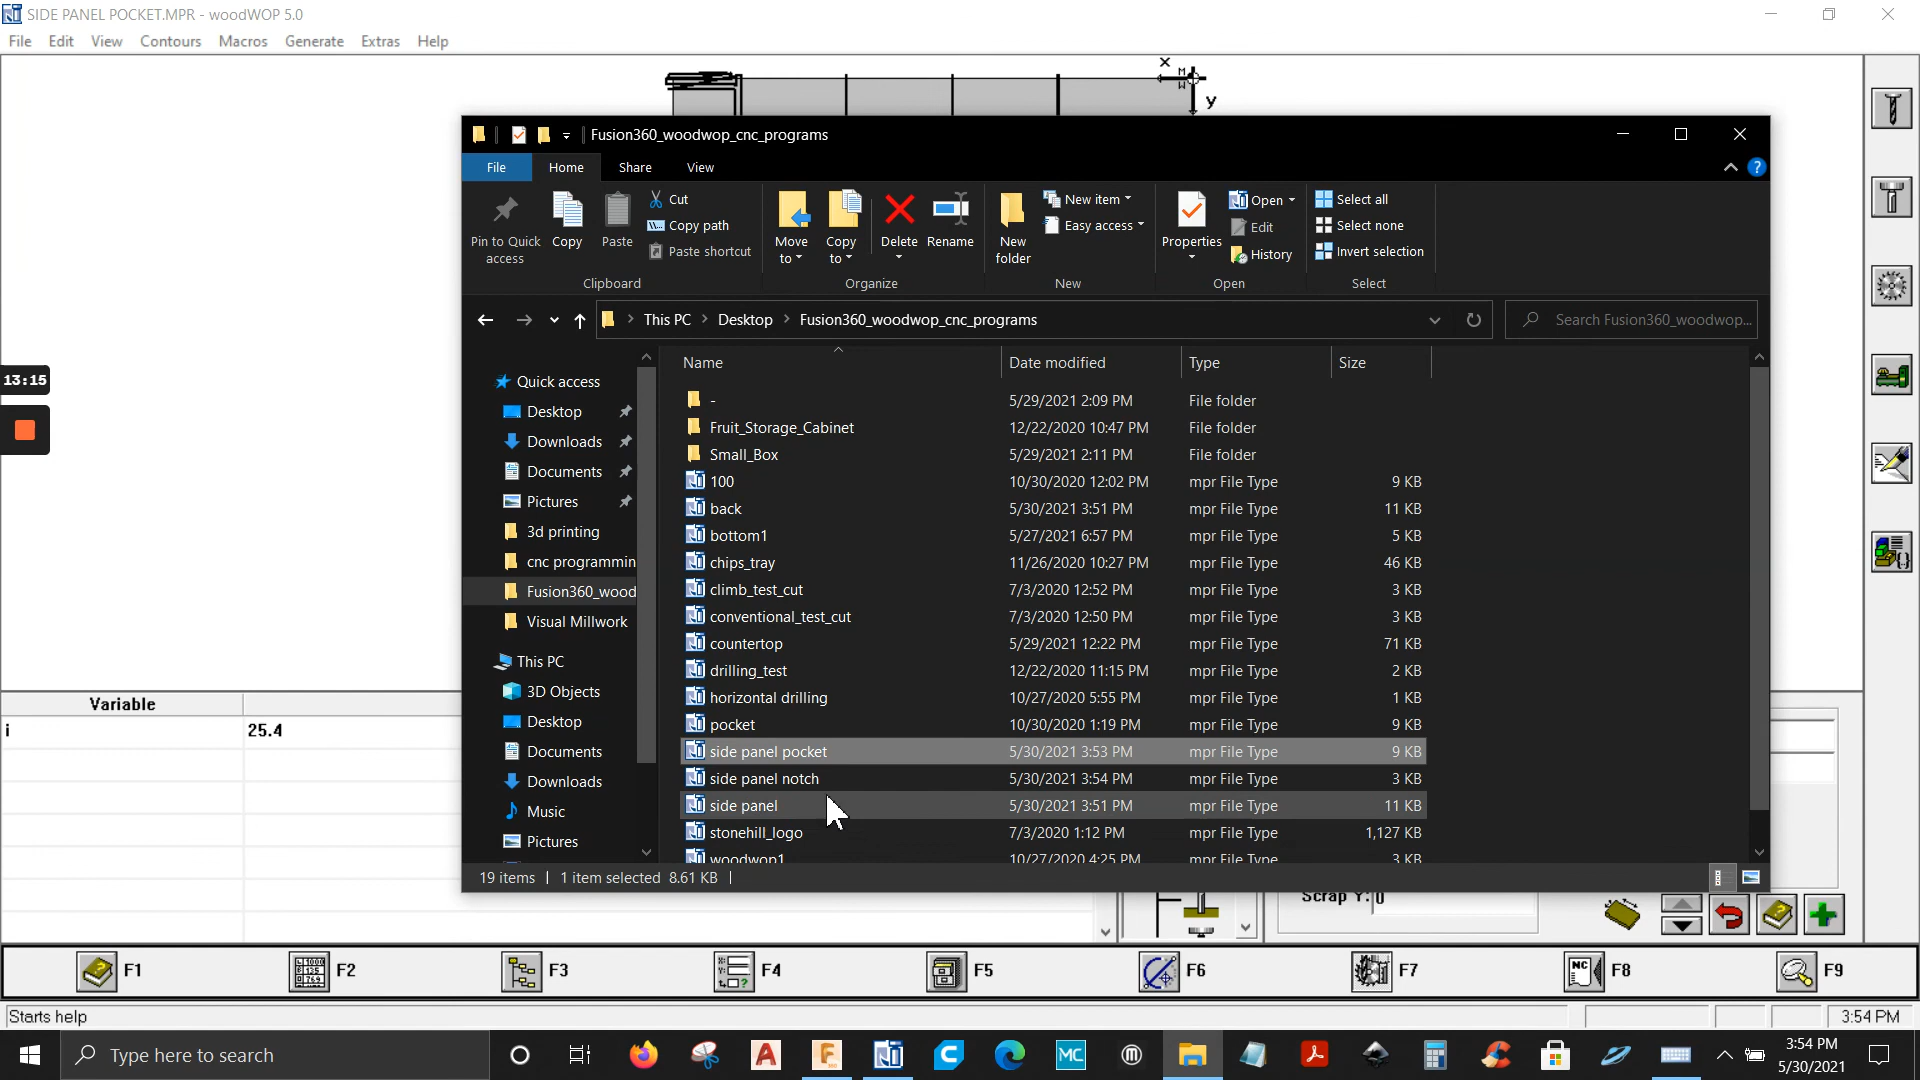 SIDE PANEL POCKET.MPR - woodWOP 5.0
File Edit View Contours Macros Generate Extras Help
x
M
W
y
Fusion360_woodwop_cnc_programs
File Home Share View
Pin to Quick access
Copy
Paste
Cut
Copy path
Paste shortcut
Move to
Copy to
Delete
Rename
New folder
New item
Easy access
Properties
Open
Edit
History
Select all
Select none
Invert selection
Clipboard Organize New Open Select
This PC Desktop Fusion360_woodwop_cnc_programs
Search Fusion360_woodwop...
13:15
Quick access
Desktop
Downloads
Documents
Pictures
3d printing
cnc programmin
Fusion360_wood
Visual Millwork
This PC
3D Objects
Desktop
Documents
Downloads
Music
Pictures
Name Date modified Type Size
- 5/29/2021 2:09 PM File folder
Fruit_Storage_Cabinet 12/22/2020 10:47 PM File folder
Small_Box 5/29/2021 2:11 PM File folder
100 10/30/2020 12:02 PM mpr File Type 9 KB
back 5/30/2021 3:51 PM mpr File Type 11 KB
bottom1 5/27/2021 6:57 PM mpr File Type 5 KB
chips_tray 11/26/2020 10:27 PM mpr File Type 46 KB
climb_test_cut 7/3/2020 12:52 PM mpr File Type 3 KB
conventional_test_cut 7/3/2020 12:50 PM mpr File Type 3 KB
countertop 5/29/2021 12:22 PM mpr File Type 71 KB
drilling_test 12/22/2020 11:15 PM mpr File Type 2 KB
horizontal drilling 10/27/2020 5:55 PM mpr File Type 1 KB
pocket 10/30/2020 1:19 PM mpr File Type 9 KB
side panel pocket 5/30/2021 3:53 PM mpr File Type 9 KB
side panel notch 5/30/2021 3:54 PM mpr File Type 3 KB
side panel 5/30/2021 3:51 PM mpr File Type 11 KB
stonehill_logo 7/3/2020 1:12 PM mpr File Type 1,127 KB
woodwop1 10/27/2020 4:25 PM mpr File Type 3 KB
19 items 1 item selected 8.61 KB
Variable
i 25.4
Scrap Y: 0
F1 F2 F3 F4 F5 F6 F7 NC F8 F9
Starts help 3:54 PM
Type here to search
A F MC
3:54 PM
5/30/2021